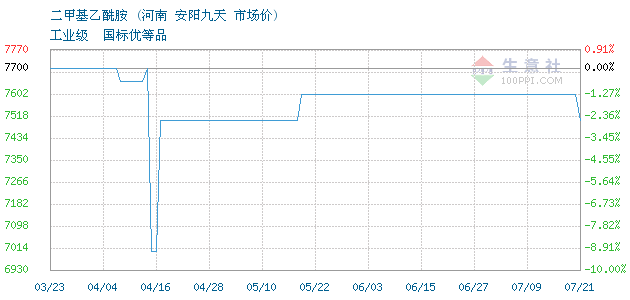 二甲基乙酰胺 (河南 安阳九天 市场价)
工业级 国标优等品
7770 0.91%
7700 0.00%
7602 -1.27%
7518 -2.36%
7434 -3.45%
7350 -4.55%
7266 -5.64%
7182 -6.73%
7098 -7.82%
7014 -8.91%
6930 -10.00%
生意社
100PPI.COM
03/23 04/04 04/16 04/28 05/10 05/22 06/03 06/15 06/27 07/09 07/21